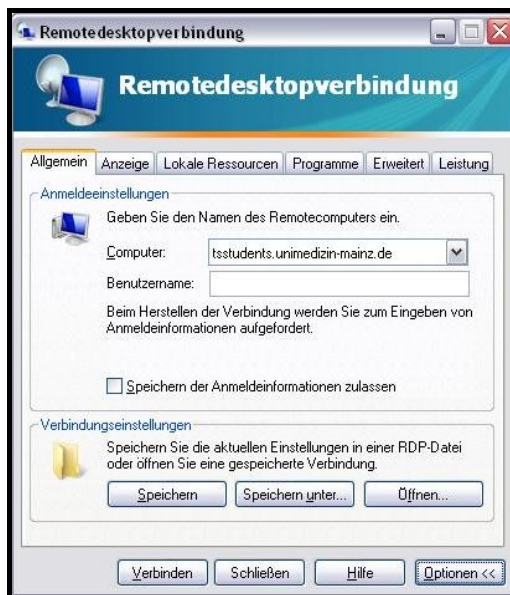 Remotedesktopverbindung
Remotedesktopverbindung
Allgemein Anzeige Lokale Ressourcen Programme Erweitert Leistung
Anmeldeeinstellungen
Geben Sie den Namen des Remotecomputers ein.
Computer: tsstudents.unimedizin-mainz.de
Benutzername:
Beim Herstellen der Verbindung werden Sie zum Eingeben von
Anmeldeinformationen aufgefordert.
Speichern der Anmeldeinformationen zulassen
Verbindungseinstellungen
Speichern Sie die aktuellen Einstellungen in einer RDP-Datei
oder öffnen Sie eine gespeicherte Verbindung.
Speichern Speichern unter... Öffnen...
Verbinden Schließen Hilfe Optionen <<